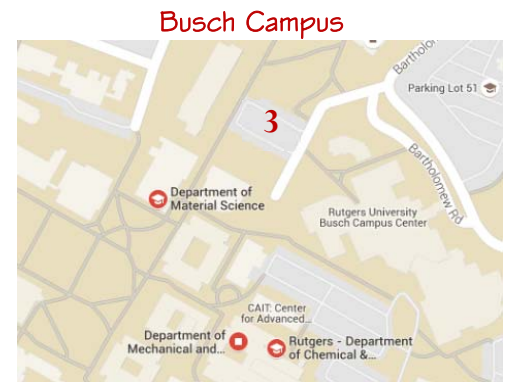 Busch Campus
Bartholo
Parking Lot 51
3
Bartholomew Rd
Department of
Material Science
Rutgers University
Busch Campus Center
CAIT: Center
for Advanced...
Department of
Mechanical and...
Rutgers - Department
of Chemical &...